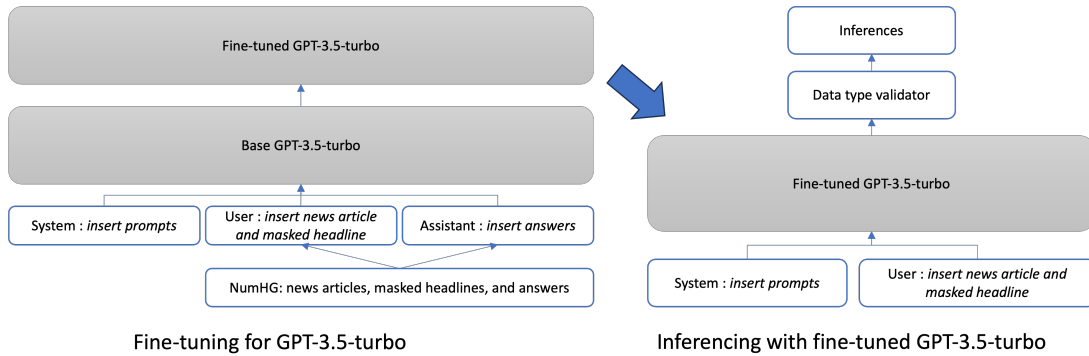 Fine-tuned GPT-3.5-turbo
Base GPT-3.5-turbo
System : insert prompts
User : insert news article
and masked headline
Assistant : insert answers
NumHG: news articles, masked headlines, and answers
Fine-tuning for GPT-3.5-turbo
Inferences
Data type validator
Fine-tuned GPT-3.5-turbo
System : insert prompts
User : insert news article and
masked headline
Inferencing with fine-tuned GPT-3.5-turbo